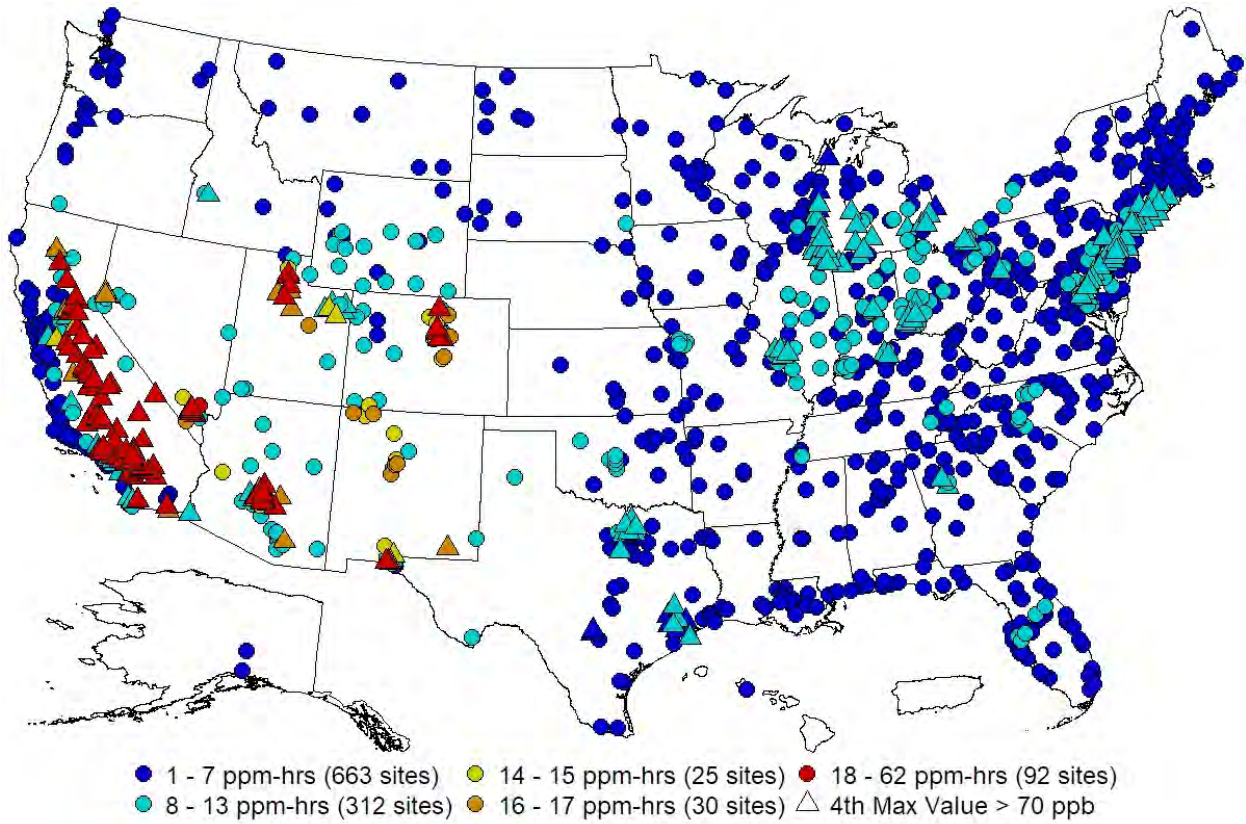 1 - 7 ppm-hrs (663 sites) 14 - 15 ppm-hrs (25 sites) 18 - 62 ppm-hrs (92 sites)
8 - 13 ppm-hrs (312 sites) 16 - 17 ppm-hrs (30 sites) 4th Max Value > 70 ppb